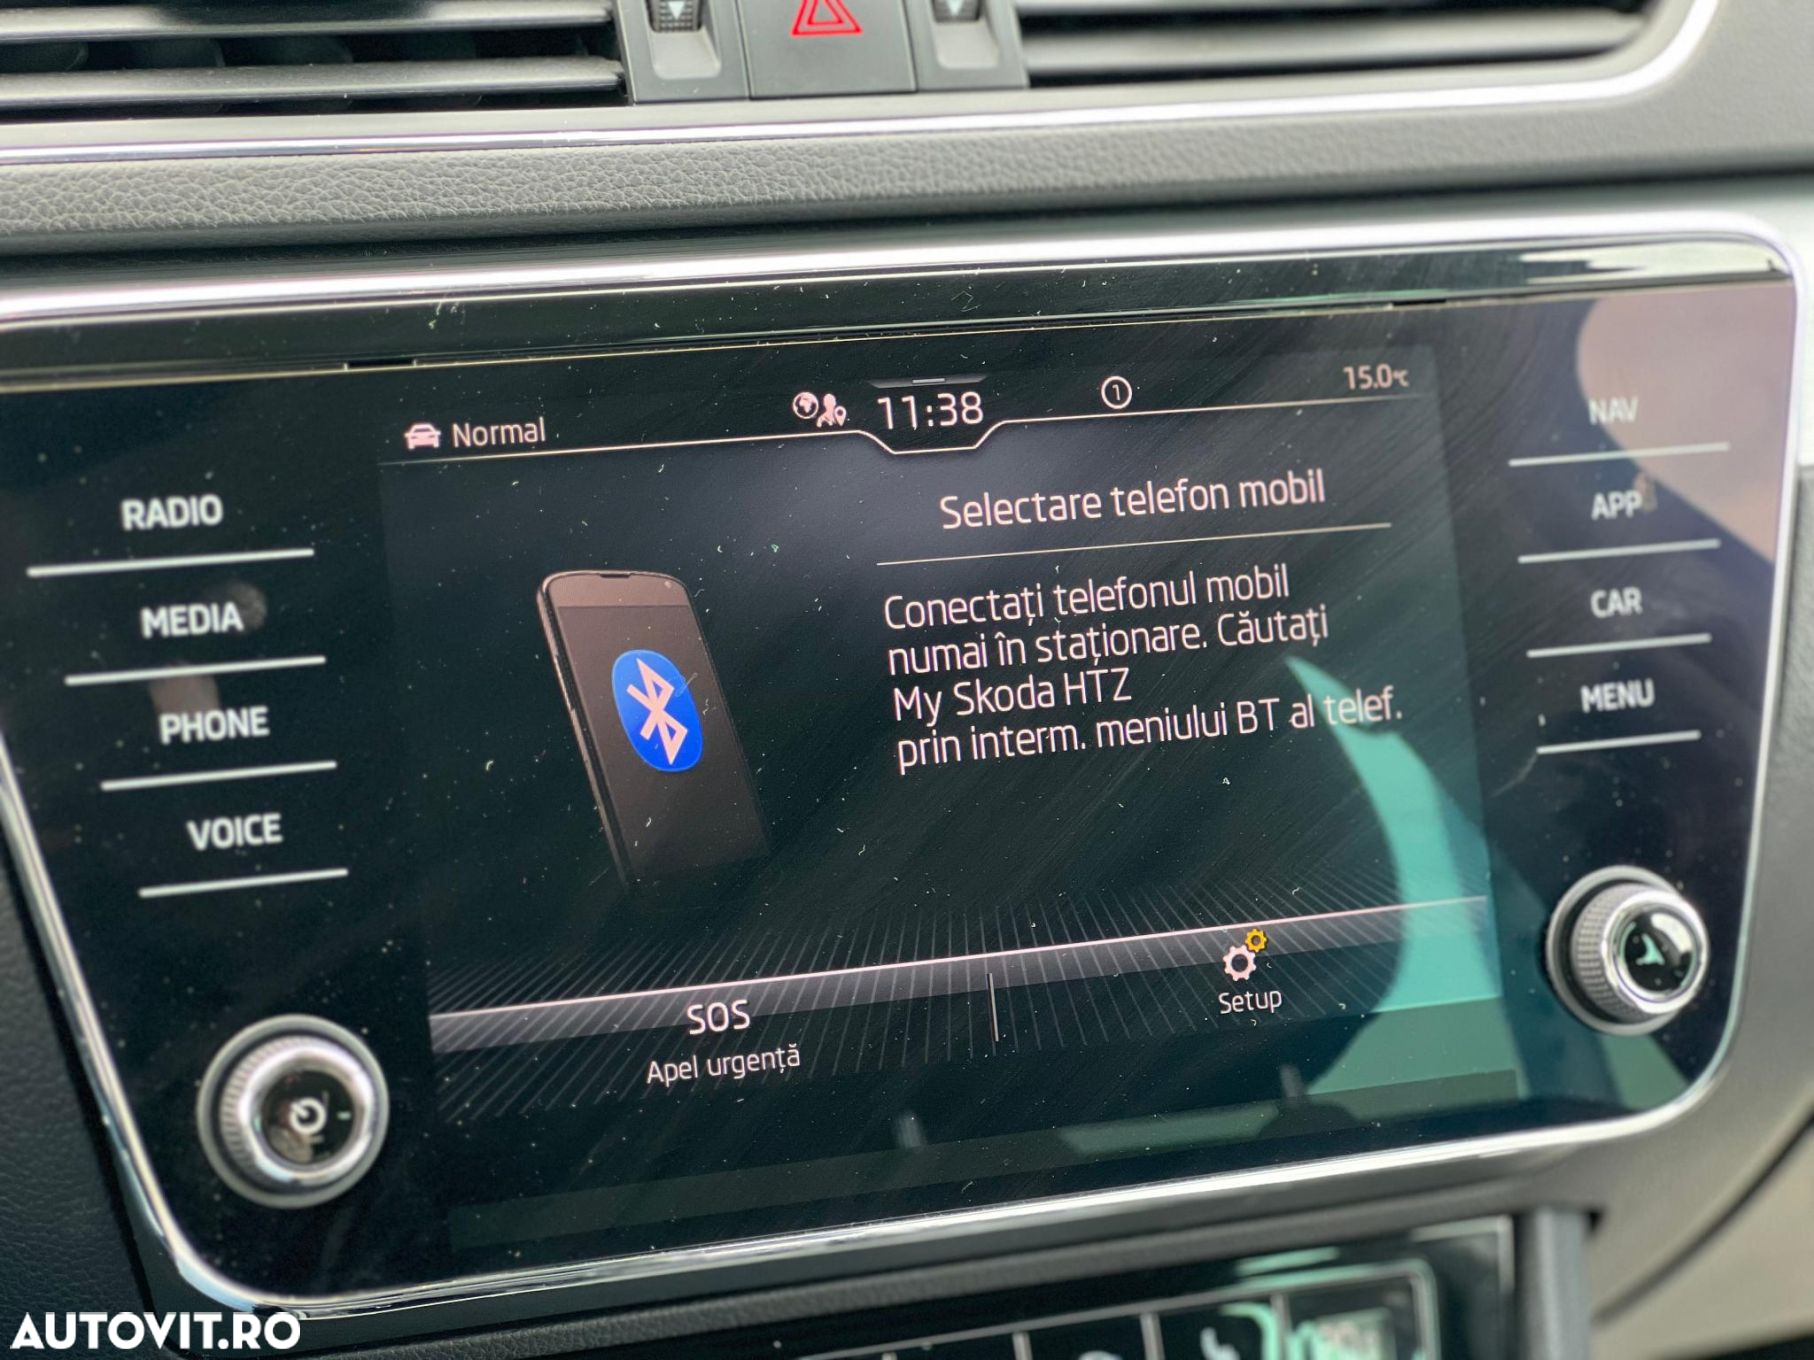 Normal
11:38
1
15.0°C
Selectare telefon mobil
Conectați telefonul mobil
numai în staționare. Căutați
My Skoda HTZ
prin interm. meniului BT al telef.
RADIO
MEDIA
PHONE
VOICE
NAV
APP
CAR
MENU
SOS
Apel urgență
Setup
AUTOVIT.RO